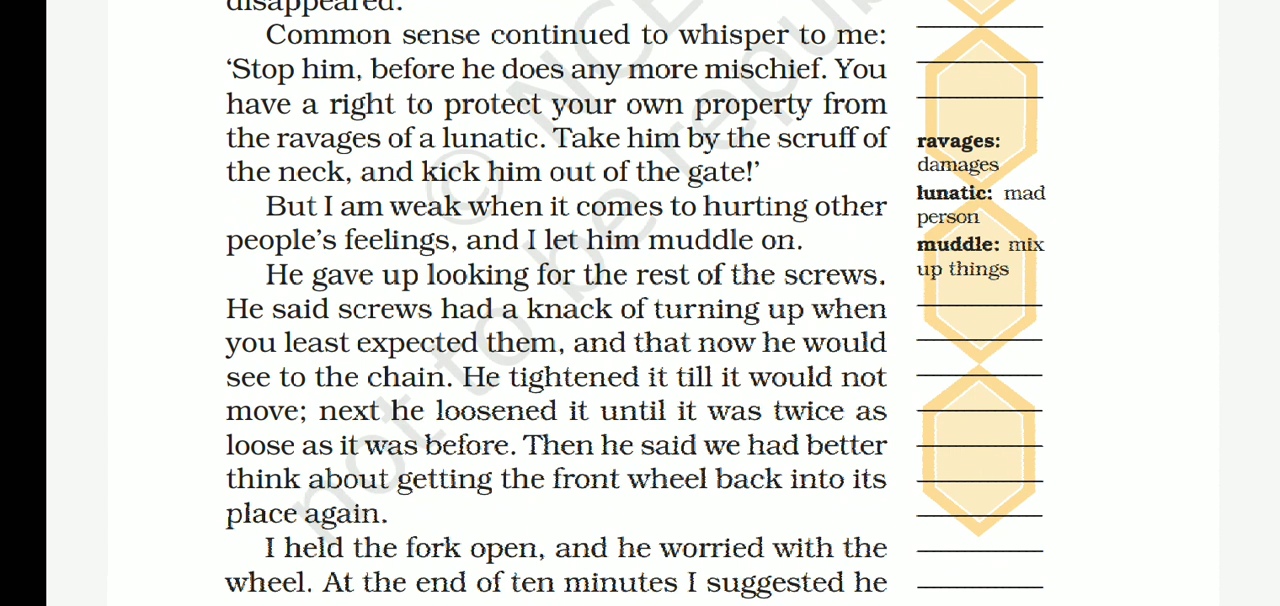 disappeared.
Common sense continued to whisper to me:
‘Stop him, before he does any more mischief. You
have a right to protect your own property from
the ravages of a lunatic. Take him by the scruff of
the neck, and kick him out of the gate!’
But I am weak when it comes to hurting other
people’s feelings, and I let him muddle on.
He gave up looking for the rest of the screws.
He said screws had a knack of turning up when
you least expected them, and that now he would
see to the chain. He tightened it till it would not
move; next he loosened it until it was twice as
loose as it was before. Then he said we had better
think about getting the front wheel back into its
place again.
I held the fork open, and he worried with the
wheel. At the end of ten minutes I suggested he
ravages:
damages
lunatic: mad
person
muddle: mix
up things
© NCE
not to be repub